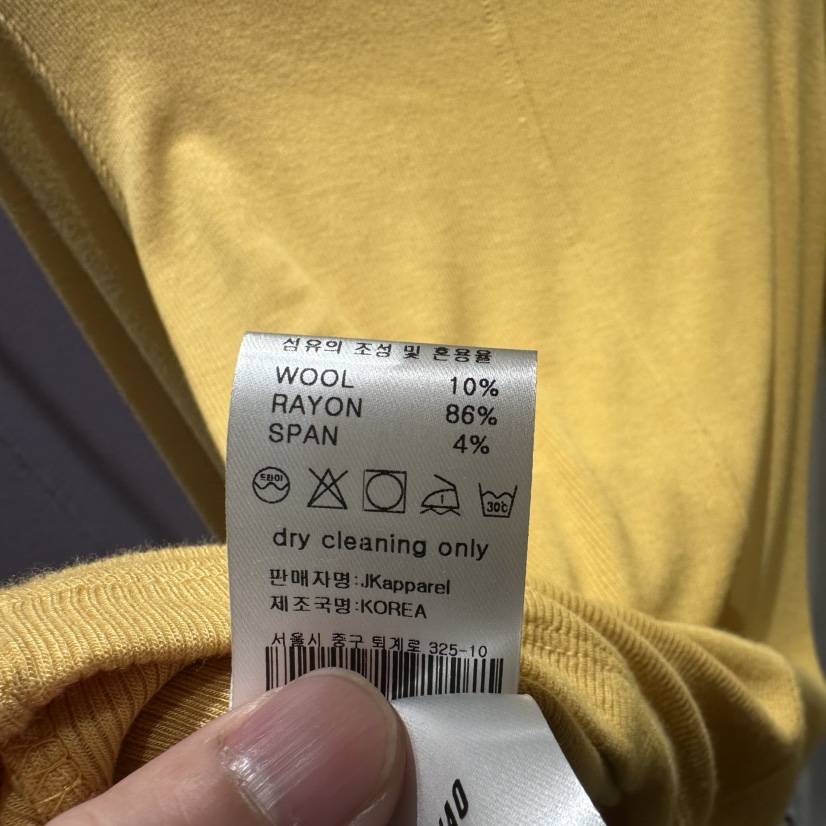 섬유의 조성 및 혼용율
WOOL 10%
RAYON 86%
SPAN 4%
드라이
30℃
dry cleaning only
판매자명:JKapparel
제조국명:KOREA
서울시 중구 퇴계로 325-10